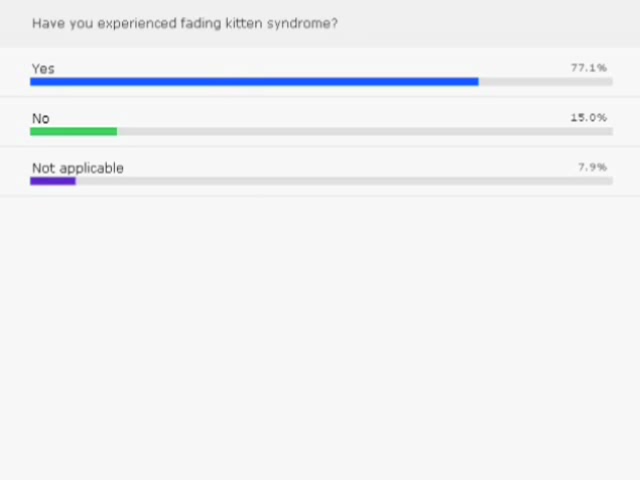 Have you experienced fading kitten syndrome?
Yes 77.1%
No 15.0%
Not applicable 7.9%